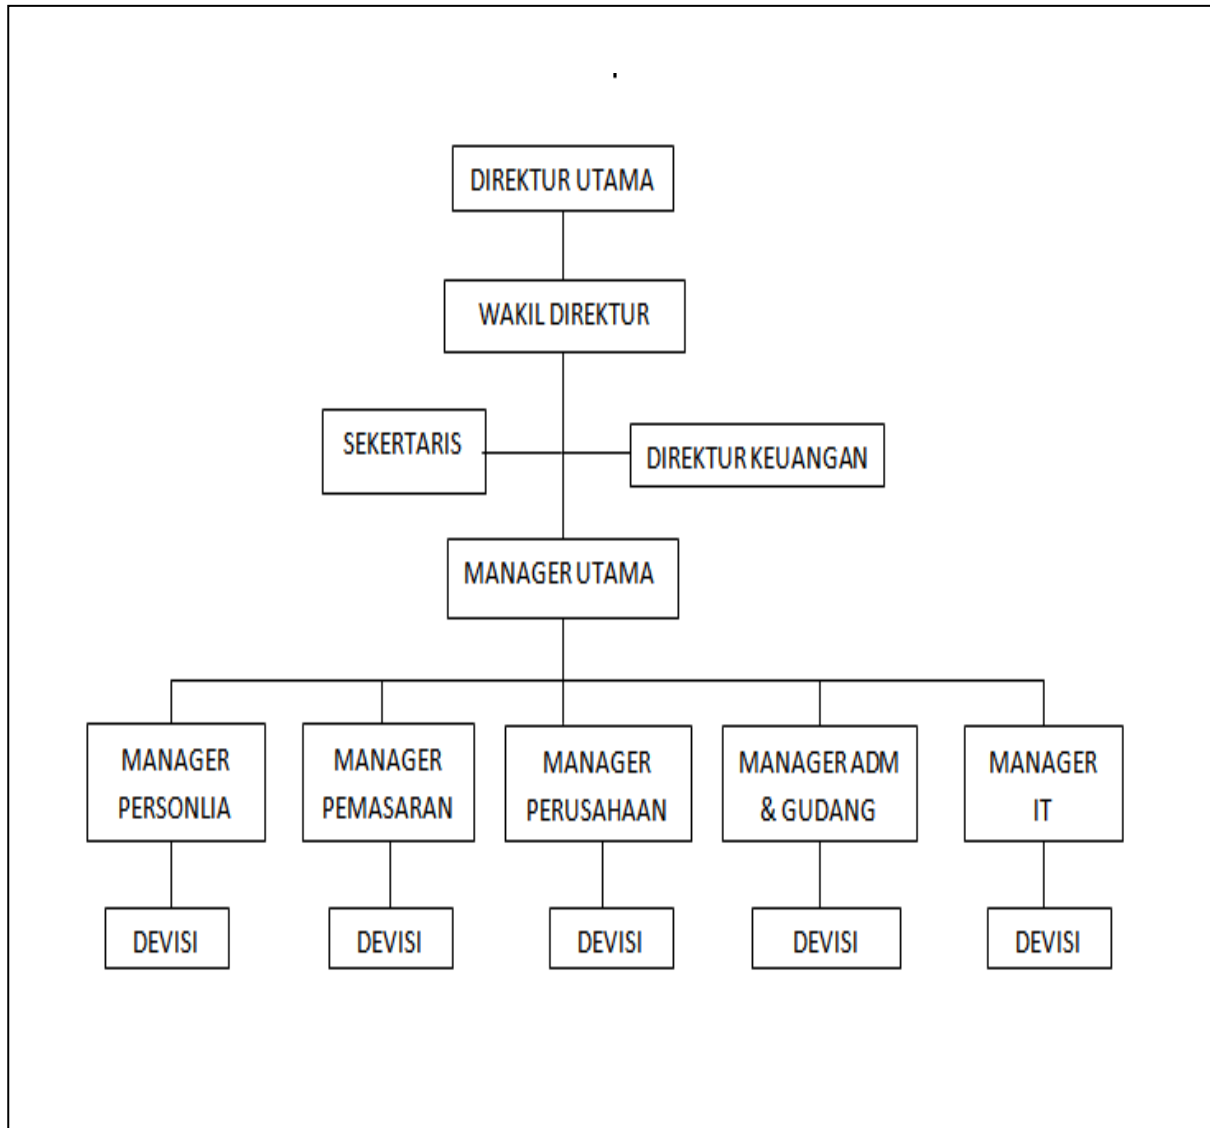 DIREKTUR UTAMA
WAKIL DIREKTUR
SEKERTARIS
DIREKTUR KEUANGAN
MANAGER UTAMA
MANAGER
PERSONLIA
MANAGER
PEMASARAN
MANAGER
PERUSAHAAN
MANAGER ADM
& GUDANG
MANAGER
IT
DEVISI
DEVISI
DEVISI
DEVISI
DEVISI